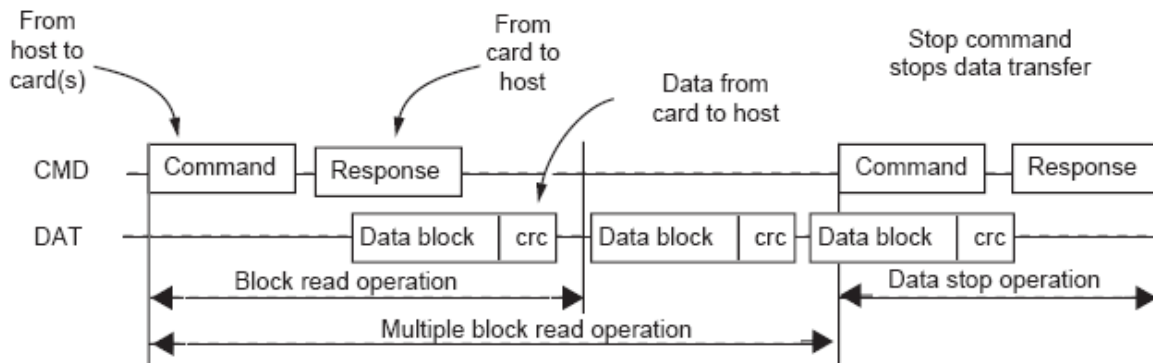 From
host to
card(s)
From
card to
host
Data from
card to host
Stop command
stops data transfer
CMD
Command
Response
Command
Response
DAT
Data block
crc
Data block
crc
Data block
crc
Block read operation
Data stop operation
Multiple block read operation